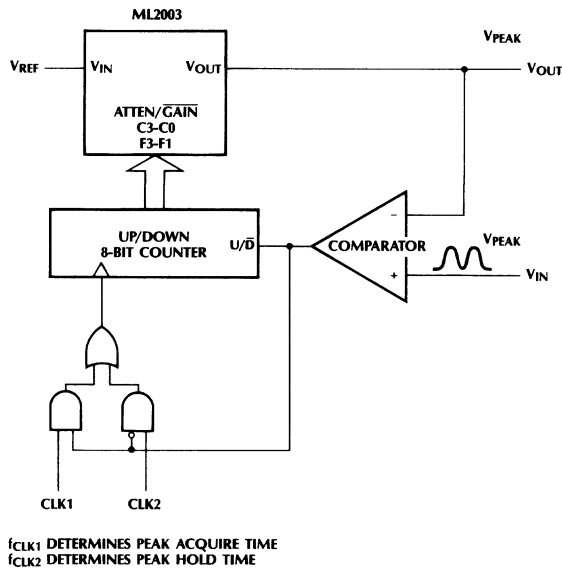 ML2003
VPEAK
VREF
VIN
VOUT
VOUT
ATTEN/G̅A̅I̅N̅
C3-C0
F3-F1
UP/DOWN
8-BIT COUNTER
U/D̅
COMPARATOR
−
+
VPEAK
VIN
CLK1
CLK2
fCLK1 DETERMINES PEAK ACQUIRE TIME
fCLK2 DETERMINES PEAK HOLD TIME